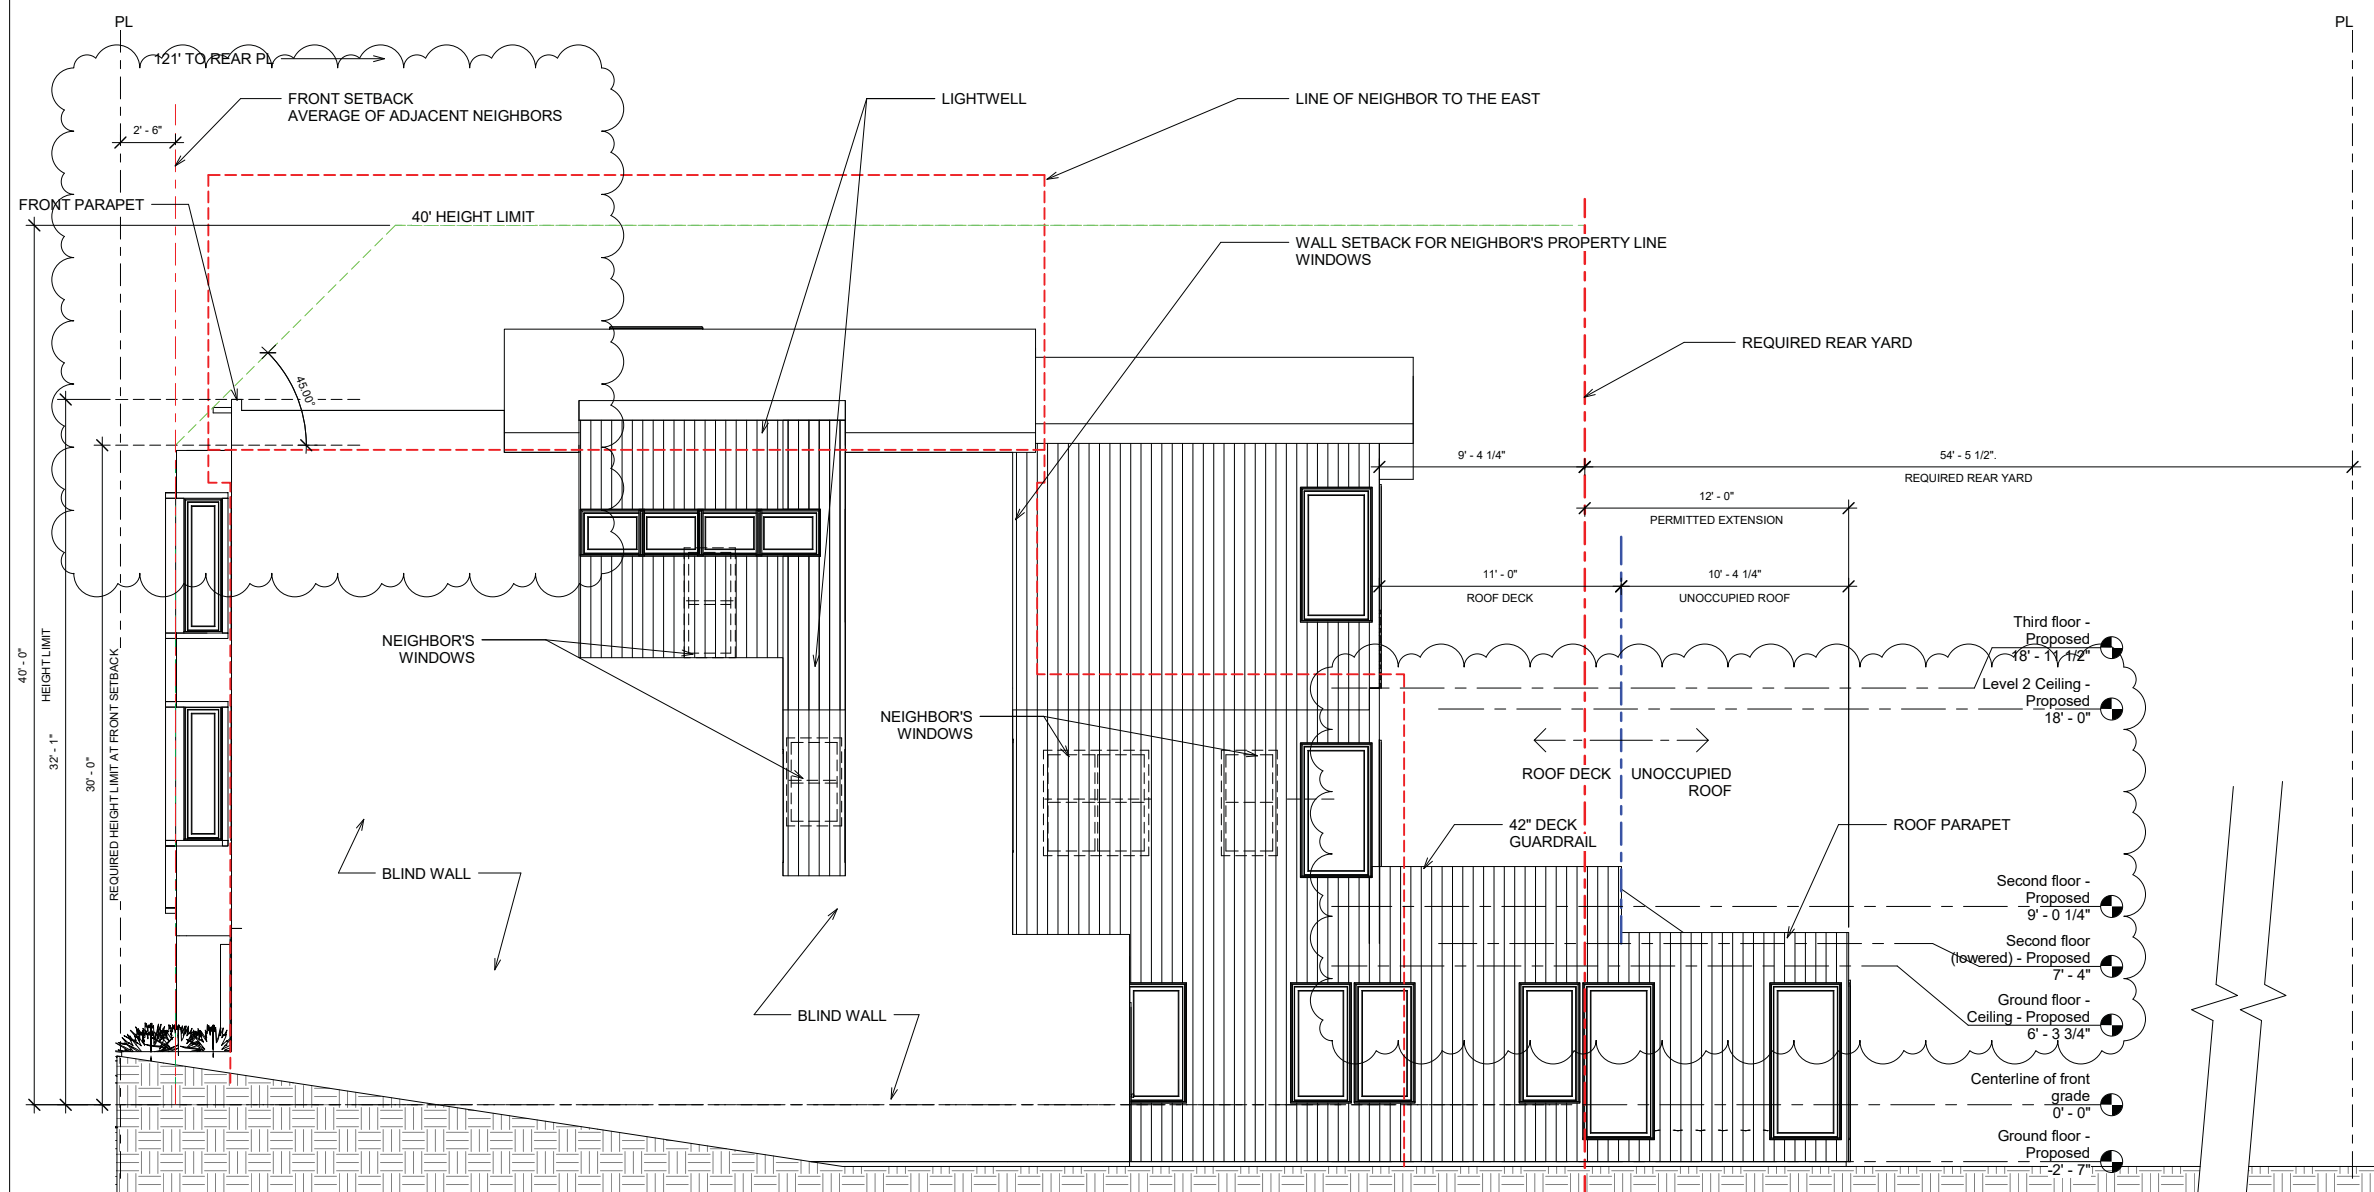 PL
PL
121' TO REAR PL
FRONT SETBACK
AVERAGE OF ADJACENT NEIGHBORS
LIGHTWELL
LINE OF NEIGHBOR TO THE EAST
2' - 6"
FRONT PARAPET
40' HEIGHT LIMIT
WALL SETBACK FOR NEIGHBOR'S PROPERTY LINE
WINDOWS
REQUIRED REAR YARD
45.00°
9' - 4 1/4"
54' - 5 1/2".
REQUIRED REAR YARD
12' - 0"
PERMITTED EXTENSION
11' - 0"
ROOF DECK
10' - 4 1/4"
UNOCCUPIED ROOF
40' - 0"
HEIGHT LIMIT
32' - 1"
30' - 0"
REQUIRED HEIGHT LIMIT AT FRONT SETBACK
NEIGHBOR'S
WINDOWS
NEIGHBOR'S
WINDOWS
Third floor -
Proposed
18' - 11 1/2"
Level 2 Ceiling -
Proposed
18' - 0"
ROOF DECK
UNOCCUPIED
ROOF
42" DECK
GUARDRAIL
ROOF PARAPET
BLIND WALL
Second floor -
Proposed
9' - 0 1/4"
Second floor
(lowered) - Proposed
7' - 4"
Ground floor -
Ceiling - Proposed
6' - 3 3/4"
BLIND WALL
Centerline of front
grade
0' - 0"
Ground floor -
Proposed
-2' - 7"